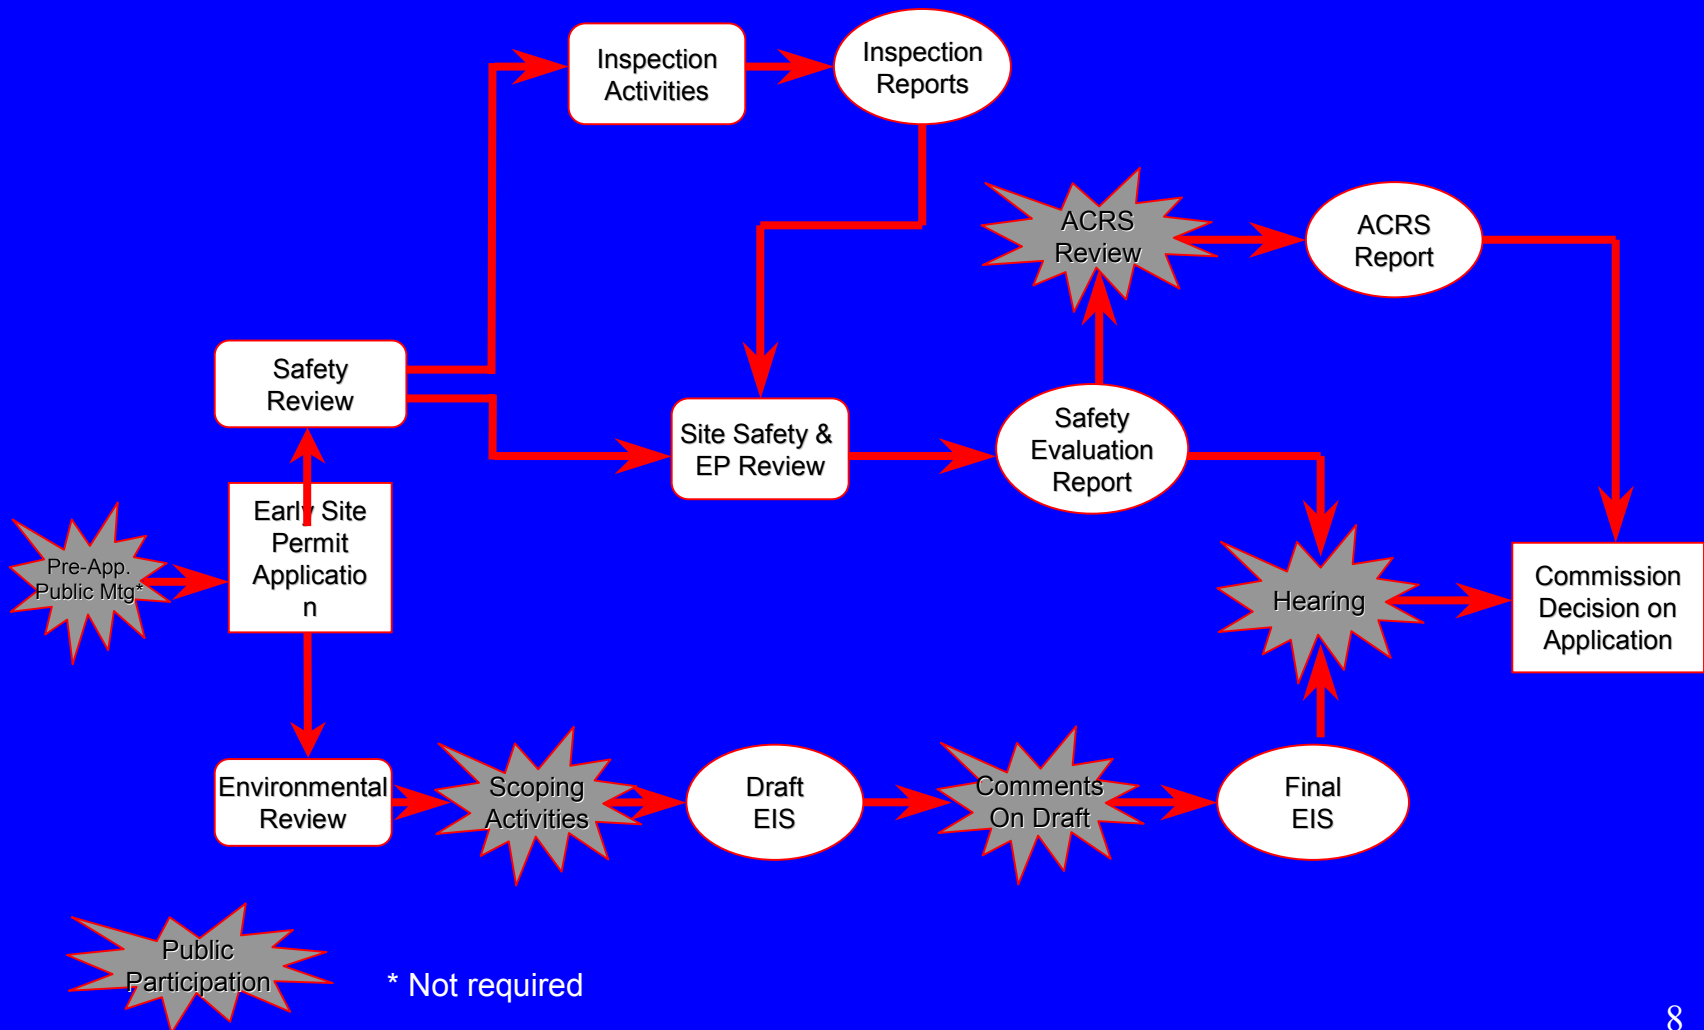 Inspection
Activities
Inspection
Reports
ACRS
Review
ACRS
Report
Safety
Review
Site Safety &
EP Review
Safety
Evaluation
Report
Pre-App.
Public Mtg*
Early Site
Permit
Applicatio
n
Hearing
Commission
Decision on
Application
Environmental
Review
Scoping
Activities
Draft
EIS
Comments
On Draft
Final
EIS
Public
Participation
* Not required
8